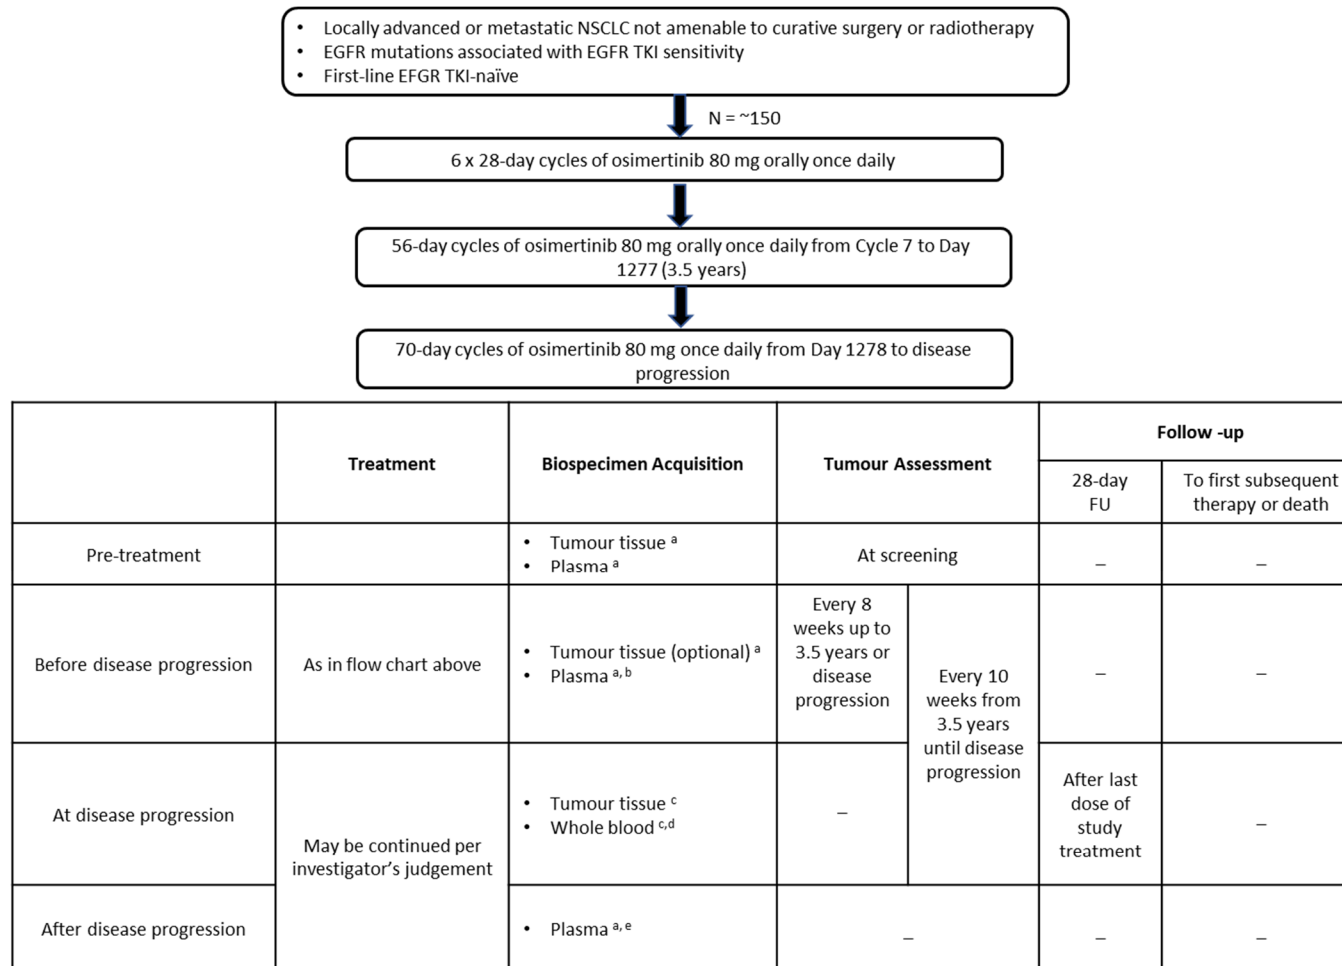 • Locally advanced or metastatic NSCLC not amenable to curative surgery or radiotherapy
• EGFR mutations associated with EGFR TKI sensitivity
• First-line EFGR TKI-naïve
N = ~150
6 x 28-day cycles of osimertinib 80 mg orally once daily
56-day cycles of osimertinib 80 mg orally once daily from Cycle 7 to Day
1277 (3.5 years)
70-day cycles of osimertinib 80 mg once daily from Day 1278 to disease
progression
Treatment
Biospecimen Acquisition
Tumour Assessment
Follow -up
28-day
FU
To first subsequent
therapy or death
Pre-treatment
• Tumour tissue a
• Plasma a
At screening
–
–
Before disease progression
As in flow chart above
• Tumour tissue (optional) a
• Plasma a, b
Every 8
weeks up to
3.5 years or
disease
progression
Every 10
weeks from
3.5 years
until disease
progression
–
–
At disease progression
May be continued per
investigator's judgement
• Tumour tissue c
• Whole blood c,d
–
After last
dose of
study
treatment
–
After disease progression
• Plasma a, e
–
–
–